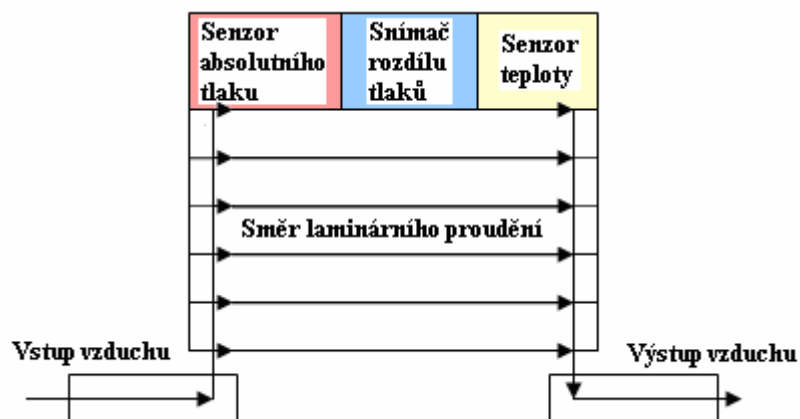 Senzor
absolutního
tlaku
Snímač
rozdílu
tlaků
Senzor
teploty
Směr laminárního proudění
Vstup vzduchu
Výstup vzduchu